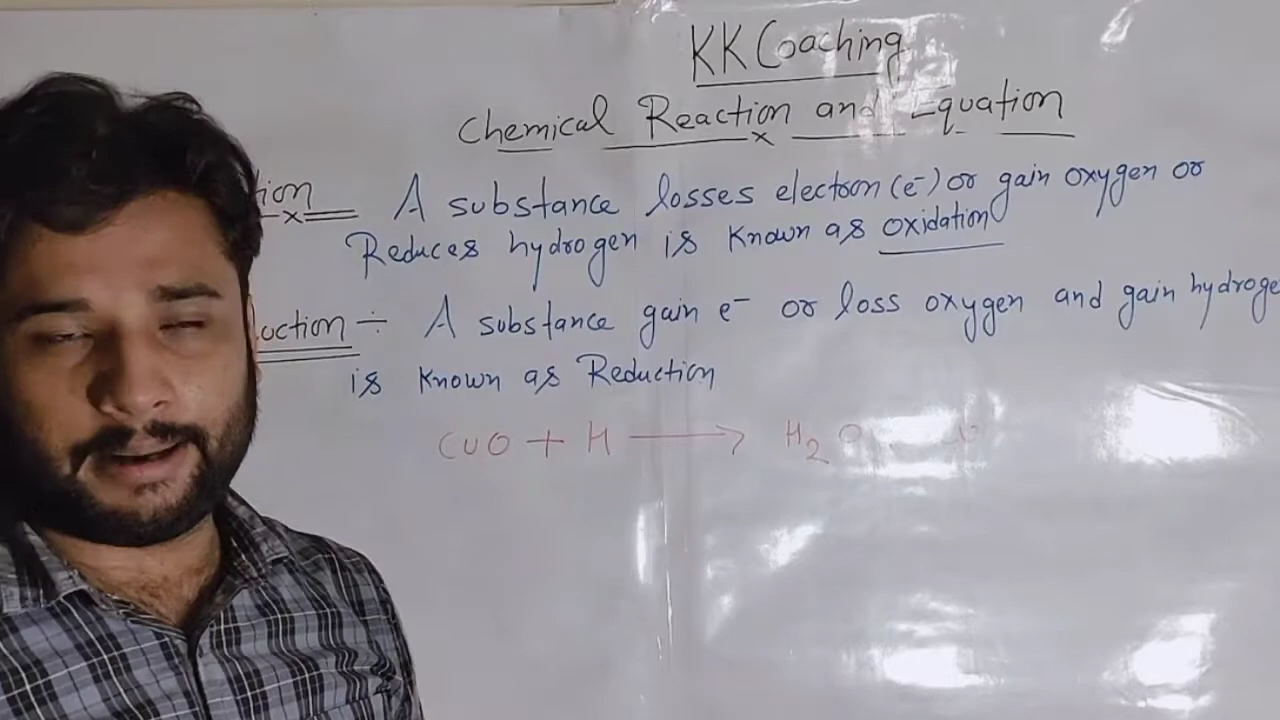 KK Coaching
Chemical Reaction and Equation
tion = A substance losses electron (e⁻) or gain oxygen or
Reduces hydrogen is known as oxidation
uction ÷ A substance gain e⁻ or loss oxygen and gain hydroge
is known as Reduction
CuO + H → H₂O